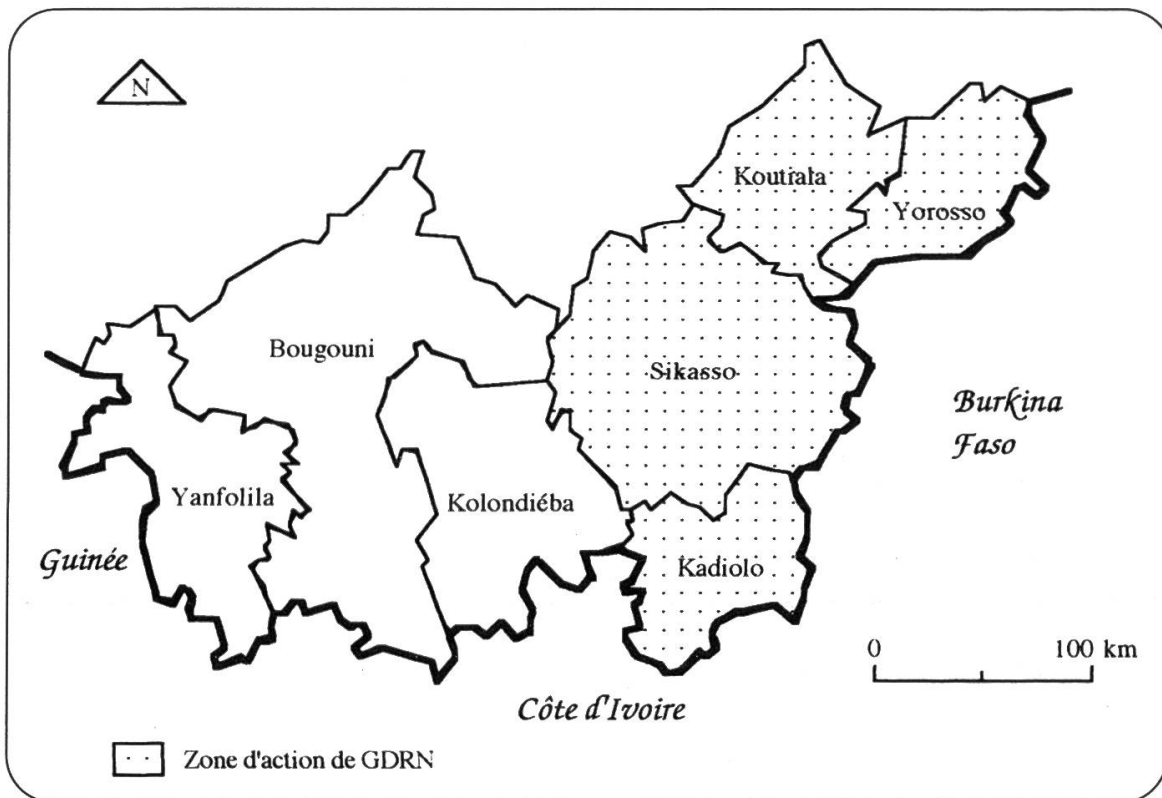 N
Koutiala
Yorosso
Bougouni
Sikasso
Burkina
Faso
Yanfolila
Kolondiéba
Guinée
Kadiolo
0 100 km
Côte d'Ivoire
Zone d'action de GDRN